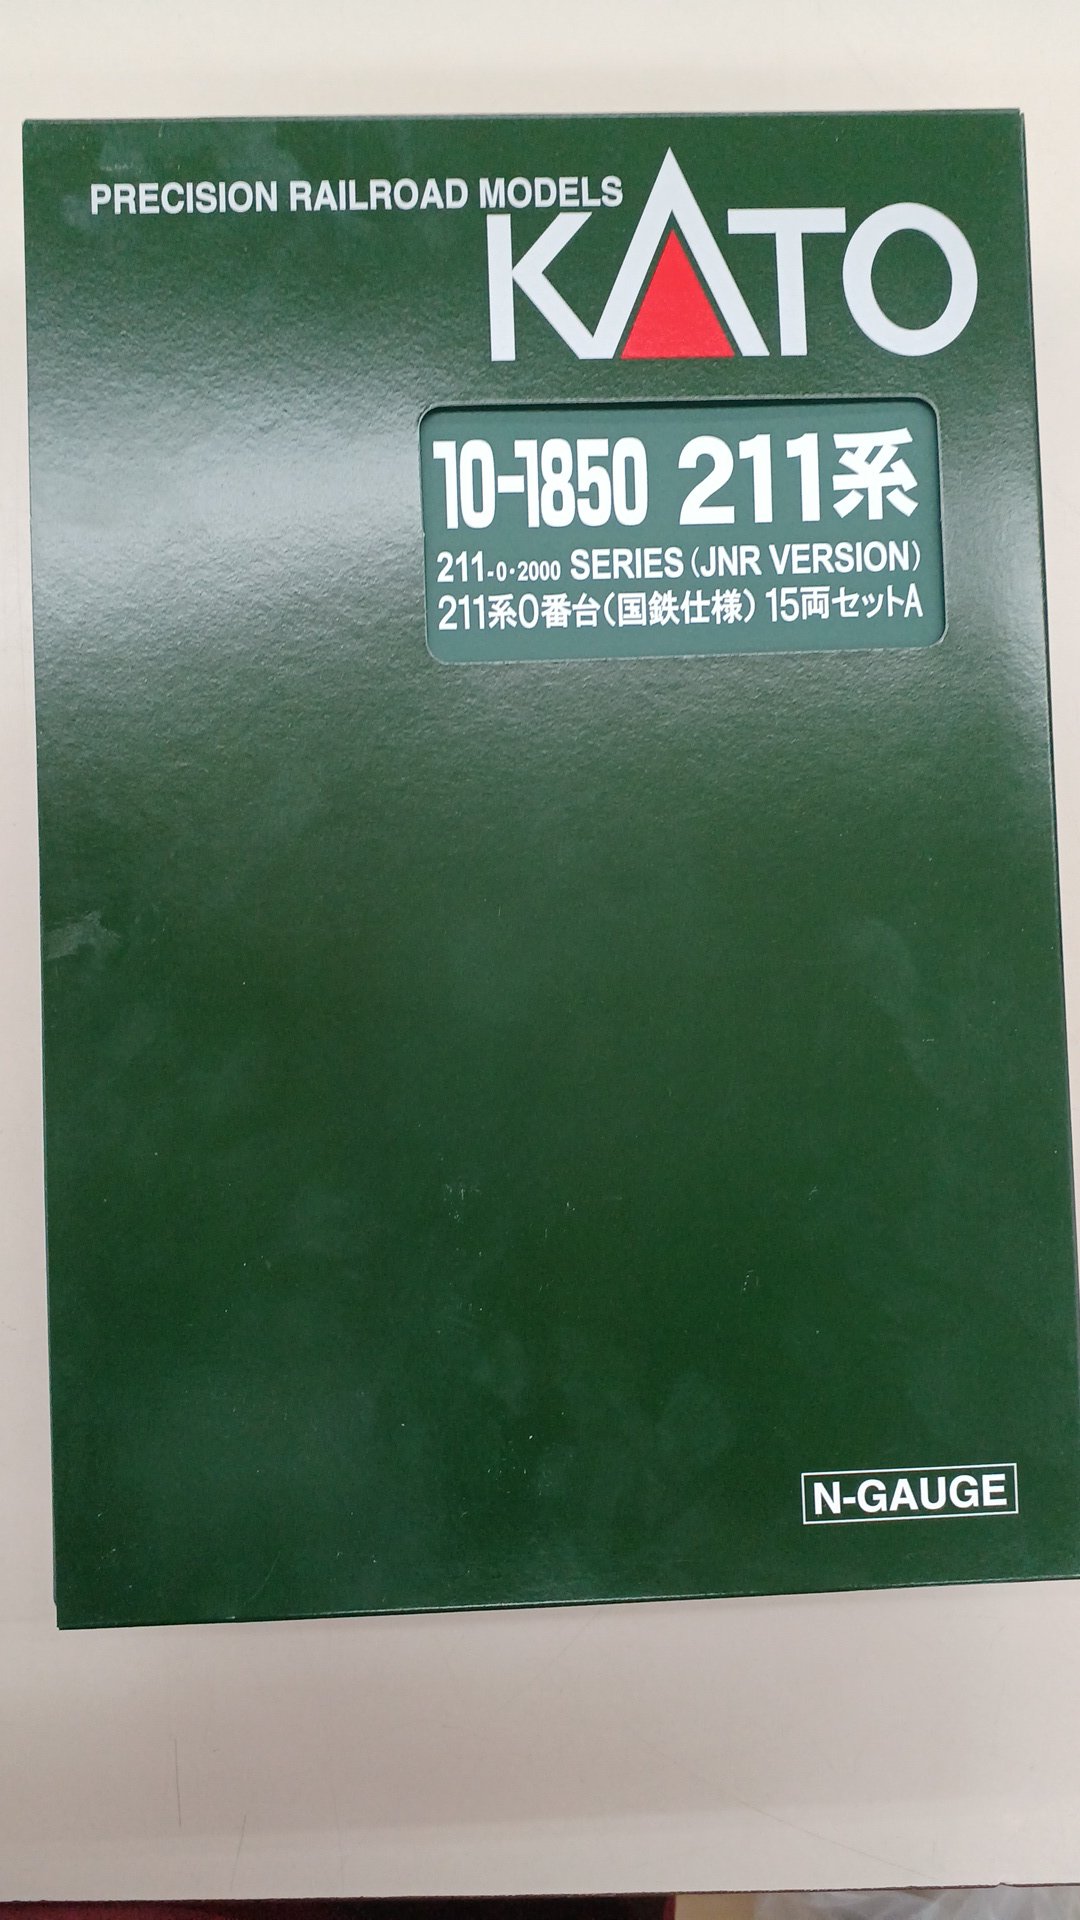 PRECISION RAILROAD MODELS
KATO
10-1850 211系
211-0・2000 SERIES (JNR VERSION)
211系0番台(国鉄仕様) 15両セットA
N-GAUGE